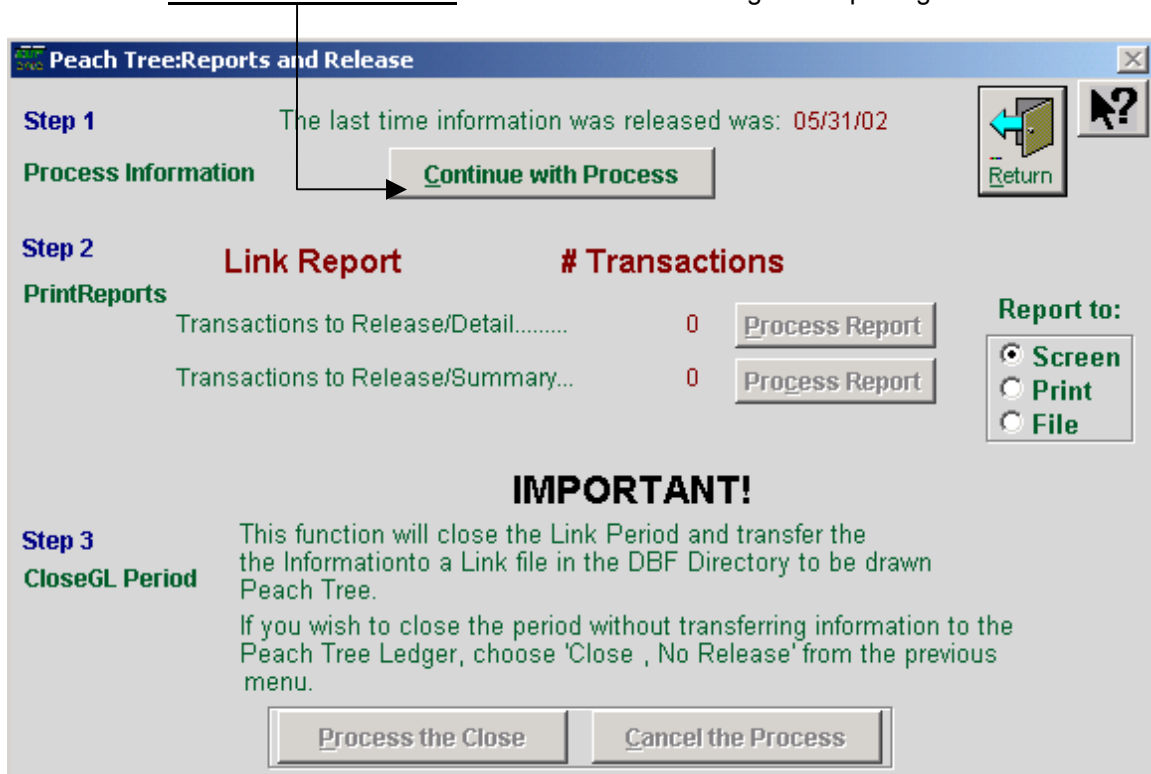 Peach Tree:Reports and Release
Step 1
The last time information was released was: 05/31/02
Process Information
Continue with Process
Return
Step 2
Link Report # Transactions
PrintReports
Transactions to Release/Detail......... 0 Process Report
Transactions to Release/Summary... 0 Process Report
Report to:
Screen
Print
File
IMPORTANT!
Step 3
CloseGL Period
This function will close the Link Period and transfer the
the Informationto a Link file in the DBF Directory to be drawn
Peach Tree.
If you wish to close the period without transferring information to the
Peach Tree Ledger, choose 'Close , No Release' from the previous
menu.
Process the Close Cancel the Process